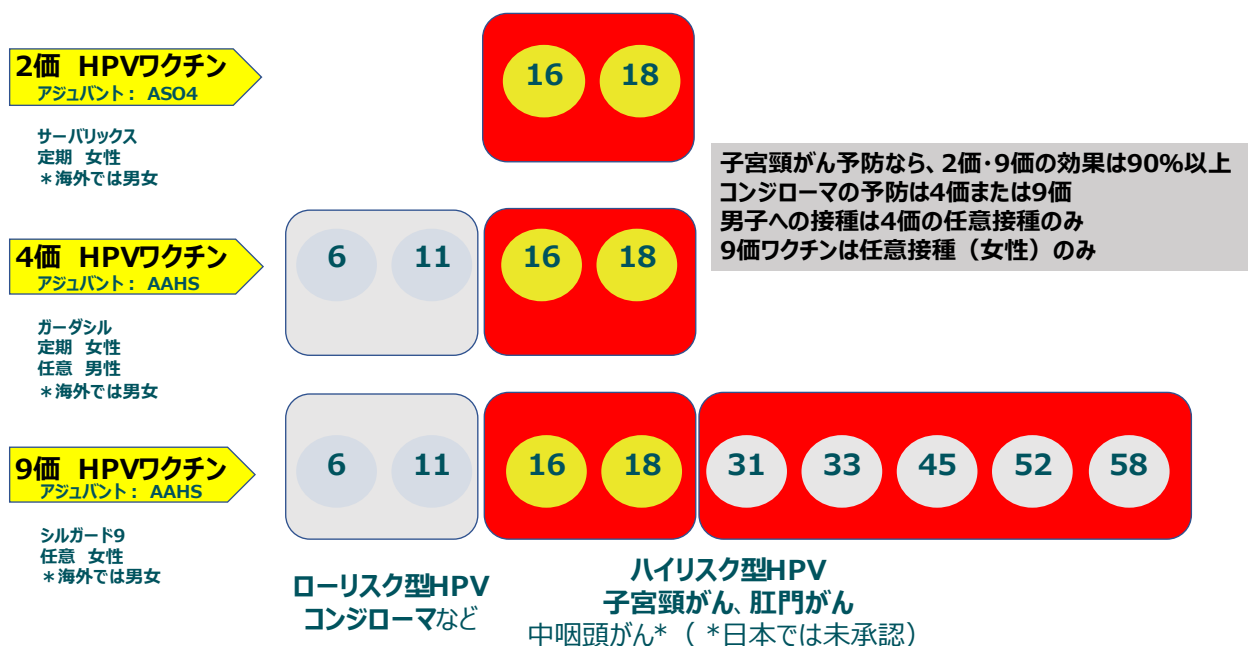 2価 HPVワクチン
アジュバント： ASO4
サーバリックス
定期 女性
＊海外では男女
16 18
子宮頸がん予防なら、2価・9価の効果は90%以上
コンジローマの予防は4価または9価
男子への接種は4価の任意接種のみ
9価ワクチンは任意接種（女性）のみ
4価 HPVワクチン
アジュバント： AAHS
ガーダシル
定期 女性
任意 男性
＊海外では男女
6 11 16 18
9価 HPVワクチン
アジュバント： AAHS
シルガード9
任意 女性
＊海外では男女
6 11 16 18 31 33 45 52 58
ローリスク型HPV
コンジローマなど
ハイリスク型HPV
子宮頸がん、肛門がん
中咽頭がん* （ *日本では未承認）